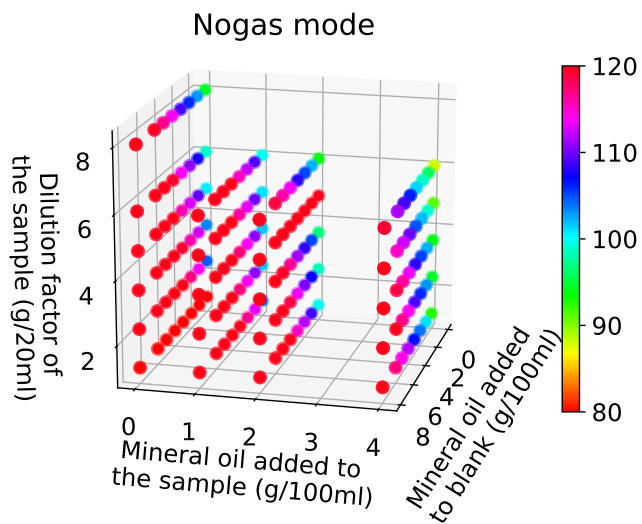 Nogas mode
120
110
100
90
80
8
6
4
2
Dilution factor of
the sample (g/20ml)
0
1
2
3
4
Mineral oil added to
the sample (g/100ml)
0
2
4
6
8
Mineral oil added
to blank (g/100ml)